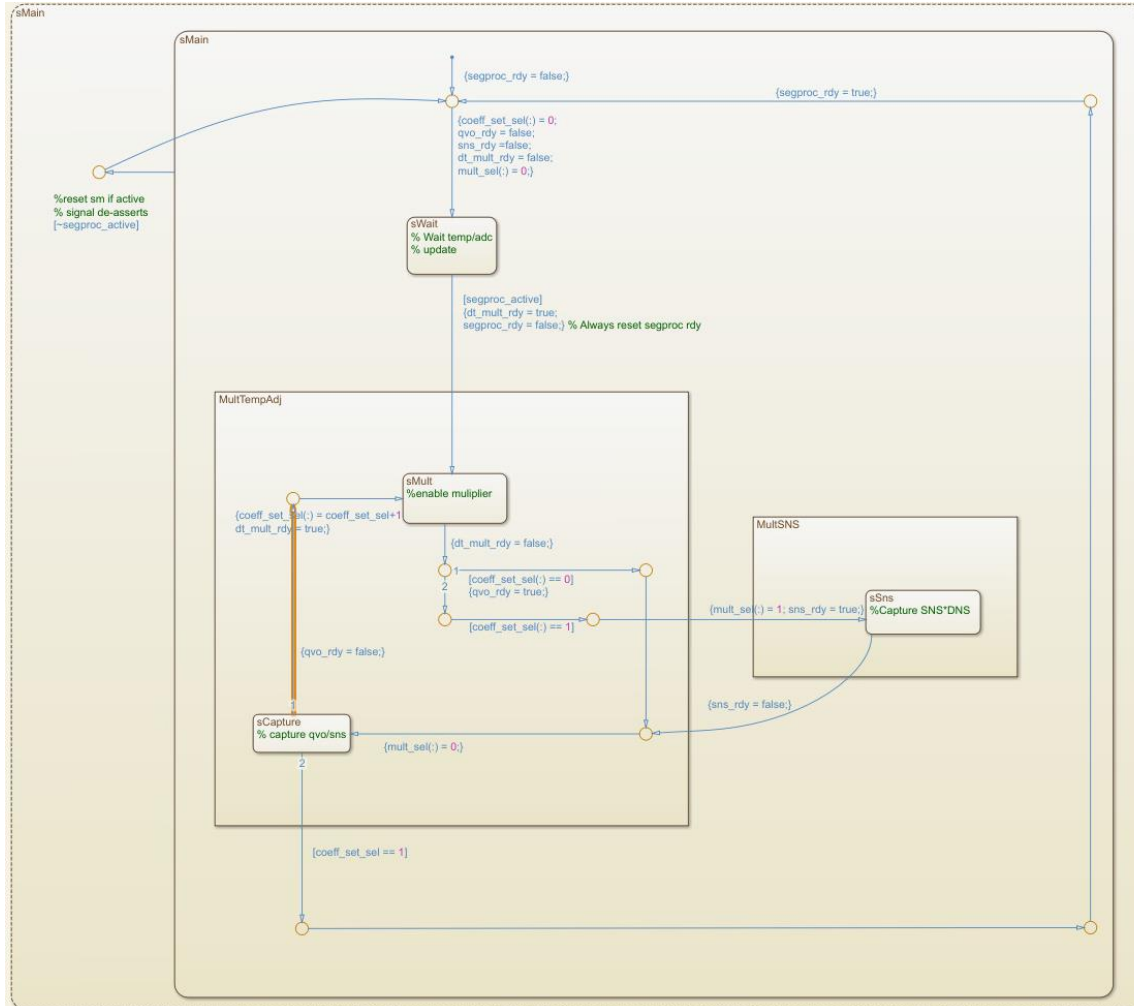 sMain
sMain
{segproc_rdy = false;}
{segproc_rdy = true;}
{coeff_set_sel(:) = 0;
qvo_rdy = false;
sns_rdy =false;
dt_mult_rdy = false;
mult_sel(:) = 0;}
%reset sm if active
% signal de-asserts
[~segproc_active]
sWait
% Wait temp/adc
% update
[segproc_active]
{dt_mult_rdy = true;
segproc_rdy = false;} % Always reset segproc rdy
MultTempAdj
sMult
%enable muliplier
{coeff_set_sel(:) = coeff_set_sel+1
dt_mult_rdy = true;}
{dt_mult_rdy = false;}
1
2
[coeff_set_sel(:) == 0]
{qvo_rdy = true;}
[coeff_set_sel(:) == 1]
MultSNS
sSns
%Capture SNS*DNS
{mult_sel(:) = 1; sns_rdy = true;}
{qvo_rdy = false;}
1
{sns_rdy = false;}
sCapture
% capture qvo/sns
{mult_sel(:) = 0;}
2
[coeff_set_sel == 1]